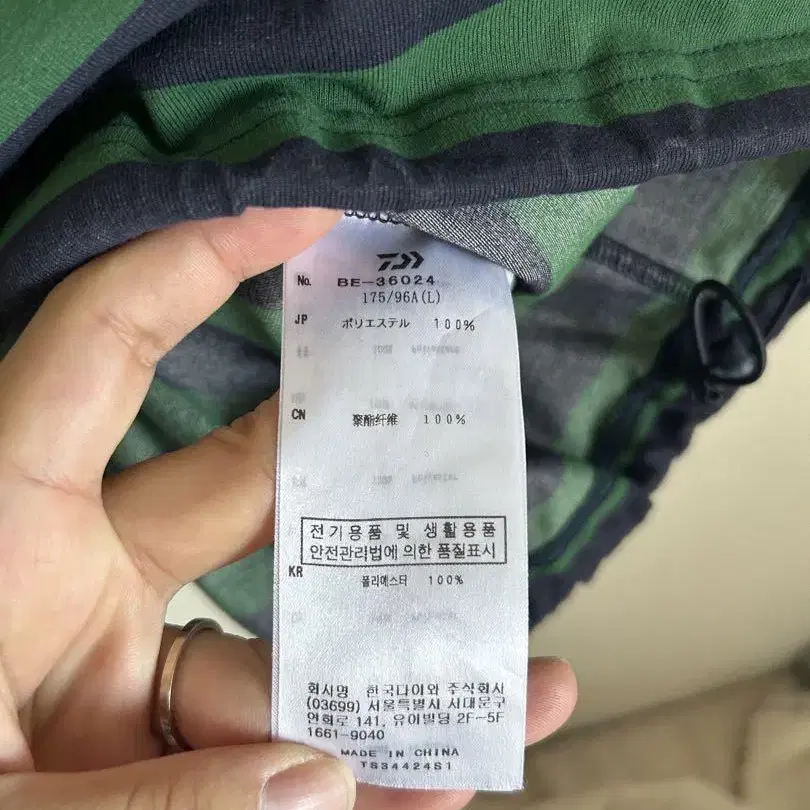 No. BE-36024
175/96A(L)
JP ポリエステル 100%
CN 聚酯纤维 100%
전기용품 및 생활용품
안전관리법에 의한 품질표시
KR 폴리에스터 100%
회사명 한국다이와 주식회사
(03699) 서울특별시 서대문구
연희로 141, 유이빌딩 2F~5F
1661-9040
MADE IN CHINA
TS34424S1